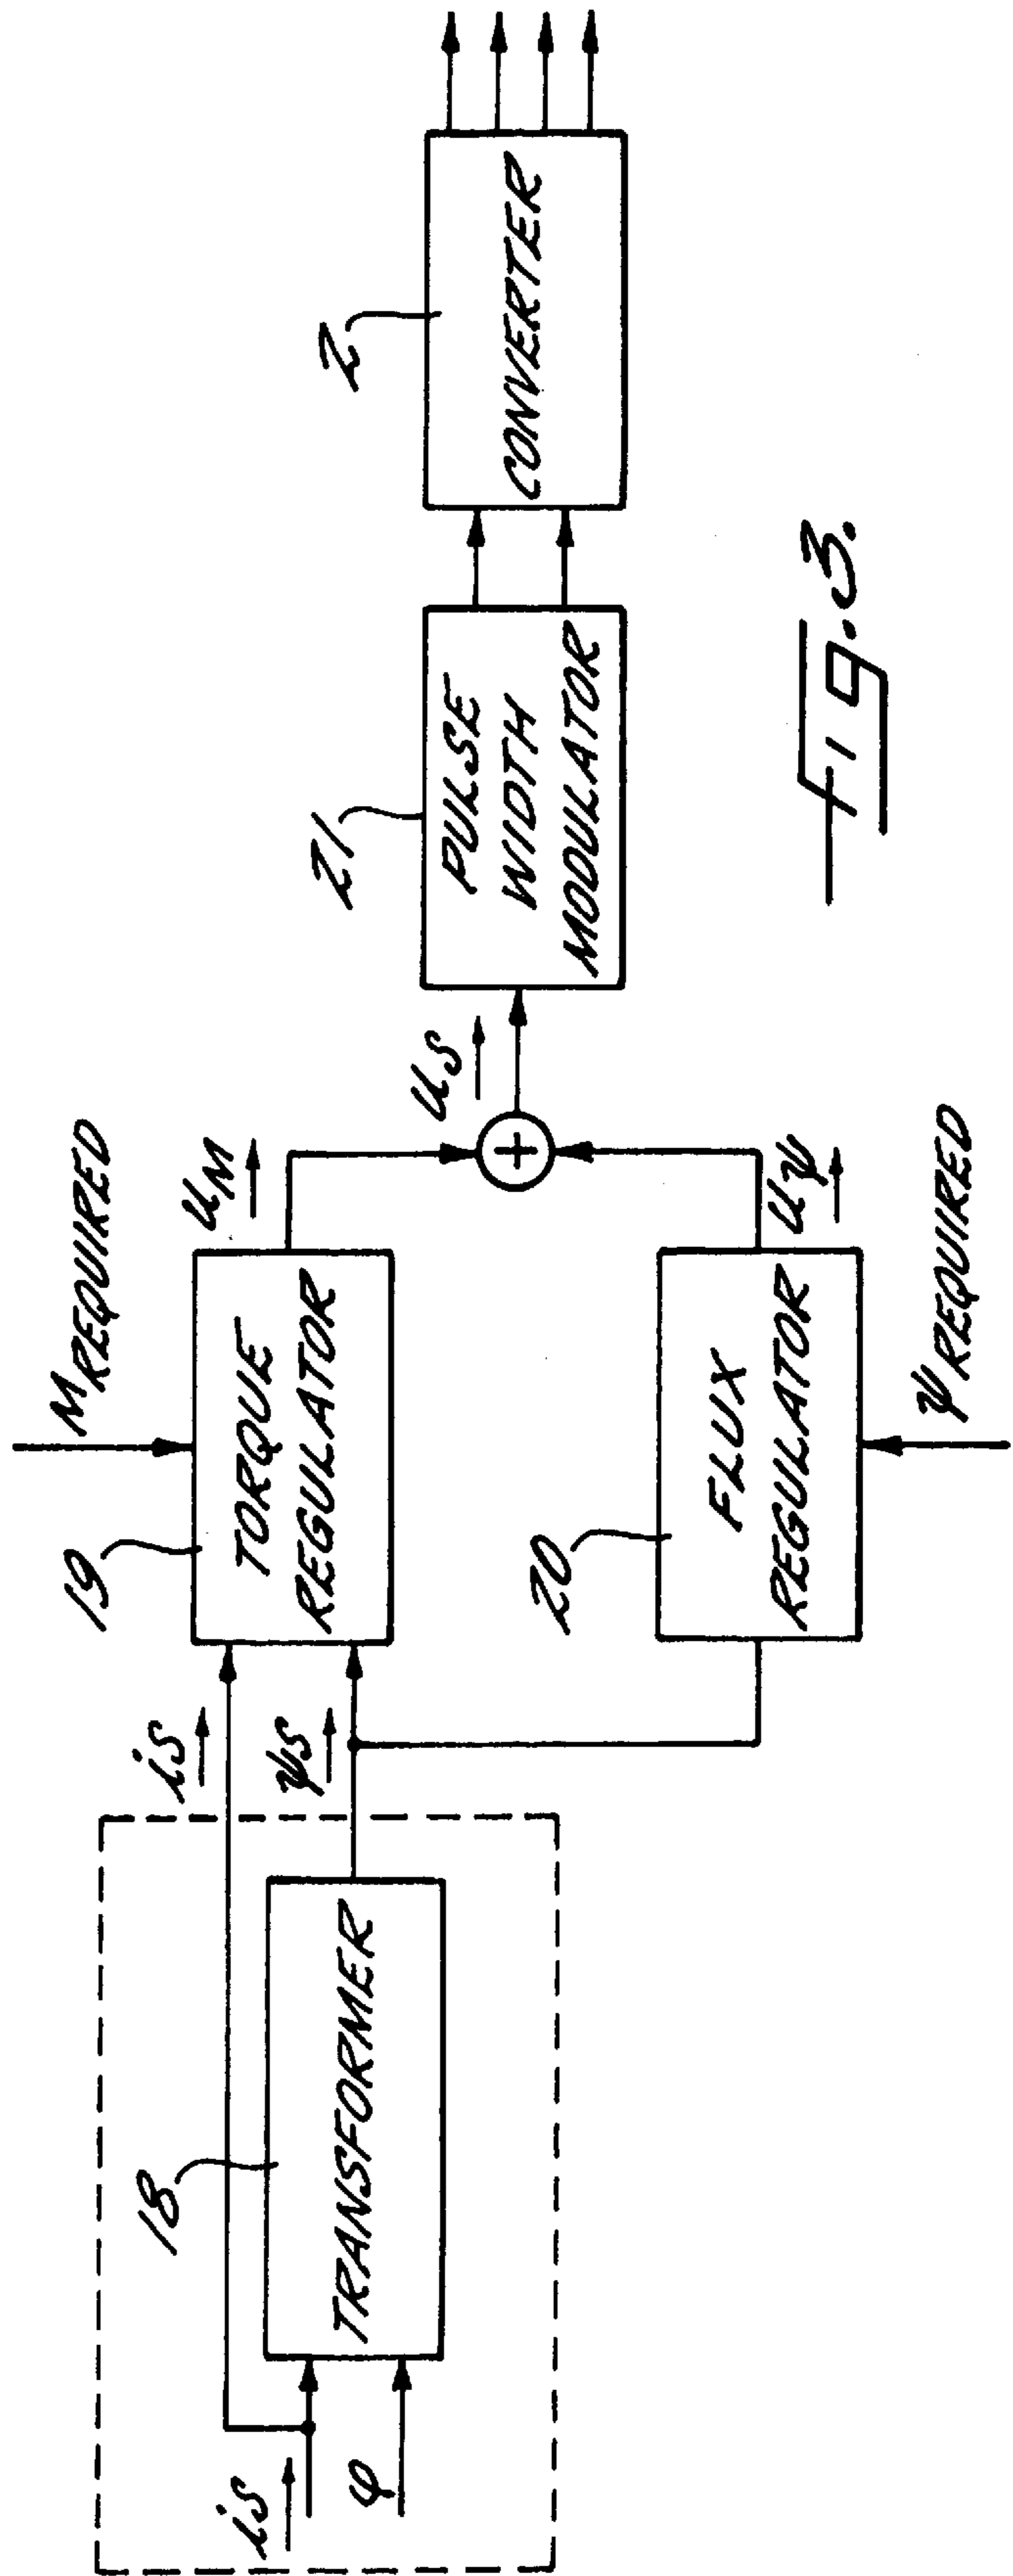 is
φ
18
TRANSFORMER
is
ψs
19
TORQUE
REGULATOR
M REQUIRED
uM
20
FLUX
REGULATOR
ψ REQUIRED
uψ
+
us
21
PULSE
WIDTH
MODULATOR
2
CONVERTER
Fig. 3.